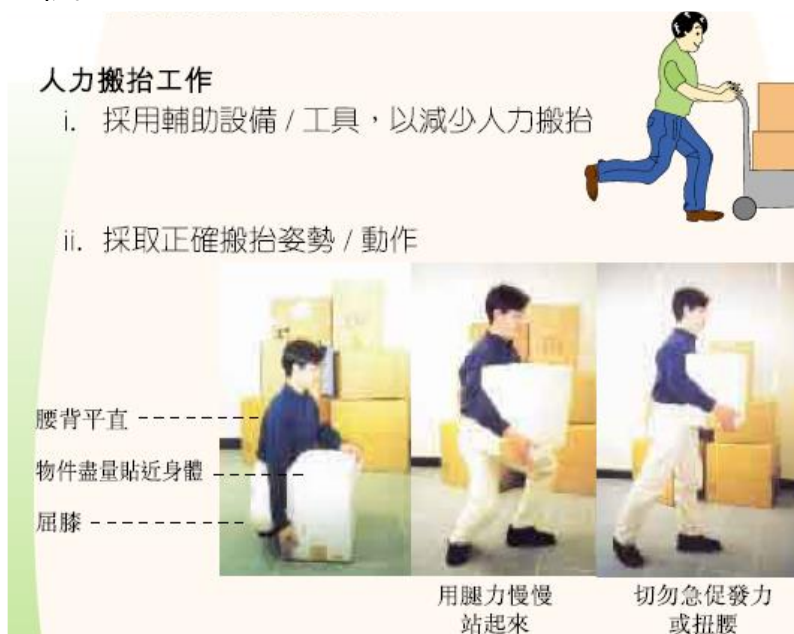 人力搬抬工作
i. 採用輔助設備 / 工具，以減少人力搬抬
ii. 採取正確搬抬姿勢 / 動作
腰背平直
物件盡量貼近身體
屈膝
用腿力慢慢
站起來
切勿急促發力
或扭腰